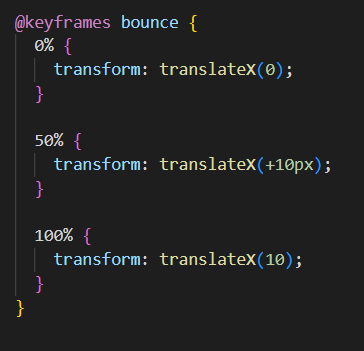 @keyframes bounce {
  0% {
    transform: translateX(0);
  }

  50% {
    transform: translateX(+10px);
  }

  100% {
    transform: translateX(10);
  }
}